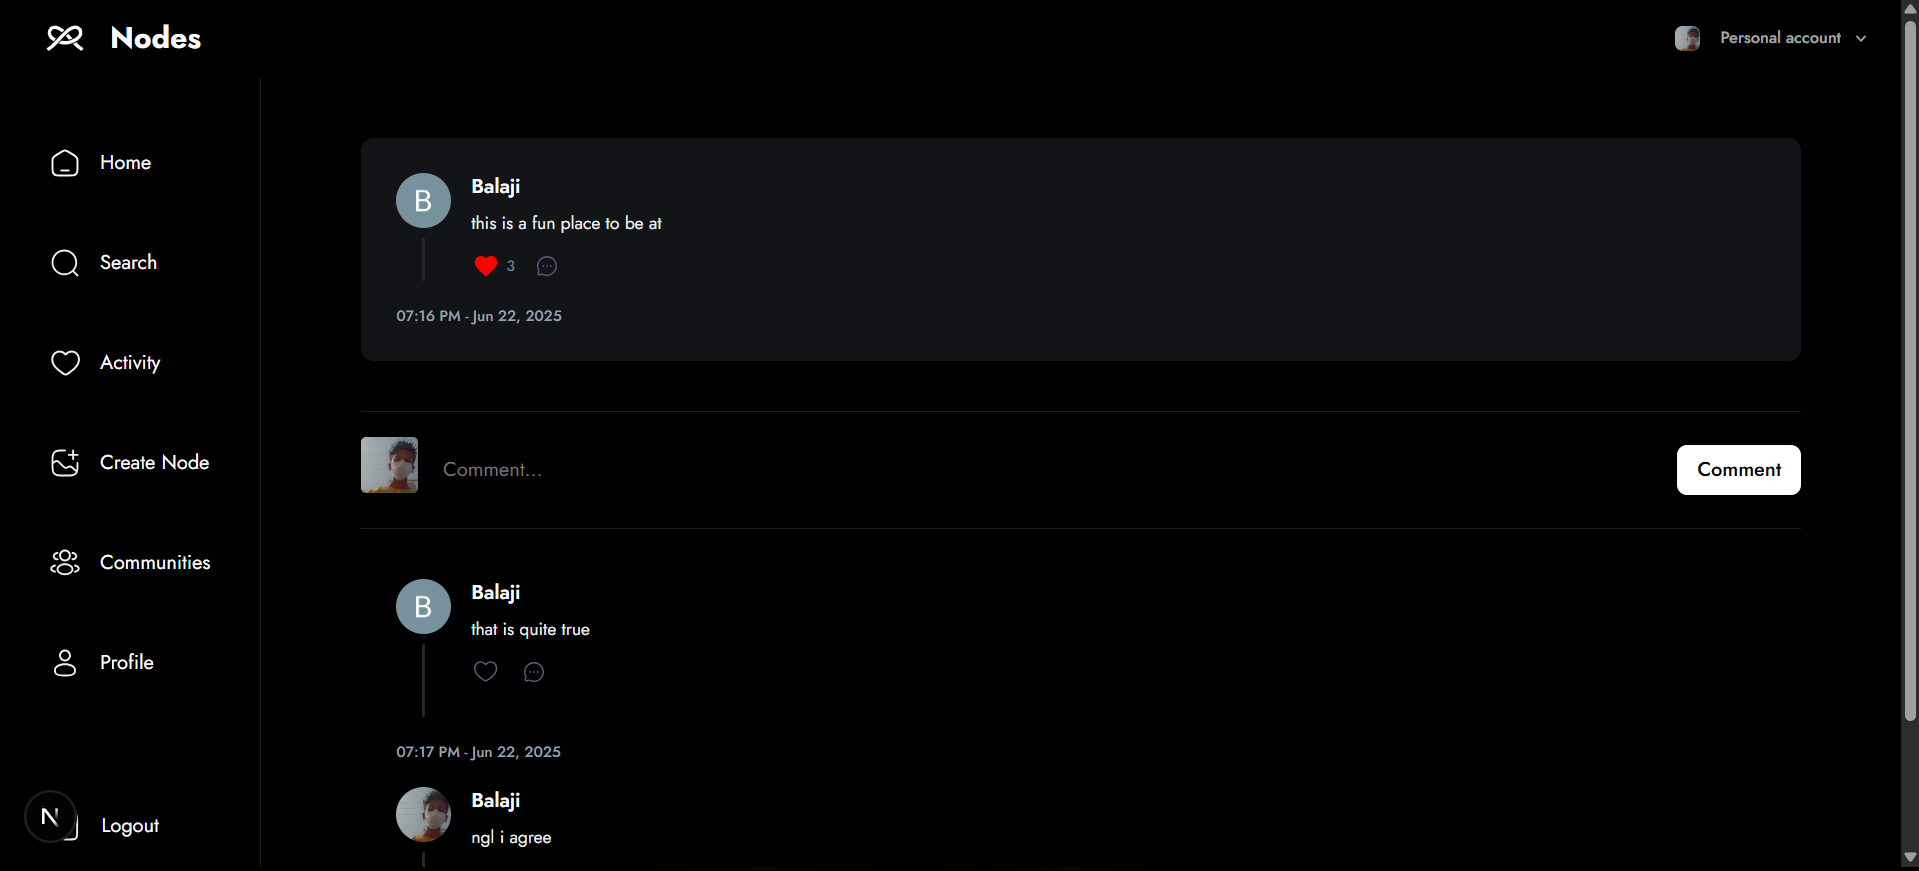 Nodes
Personal account
Home
Search
Activity
Create Node
Communities
Profile
N
Logout
B
Balaji
this is a fun place to be at
3
07:16 PM - Jun 22, 2025
Comment...
Comment
B
Balaji
that is quite true
07:17 PM - Jun 22, 2025
Balaji
ngl i agree